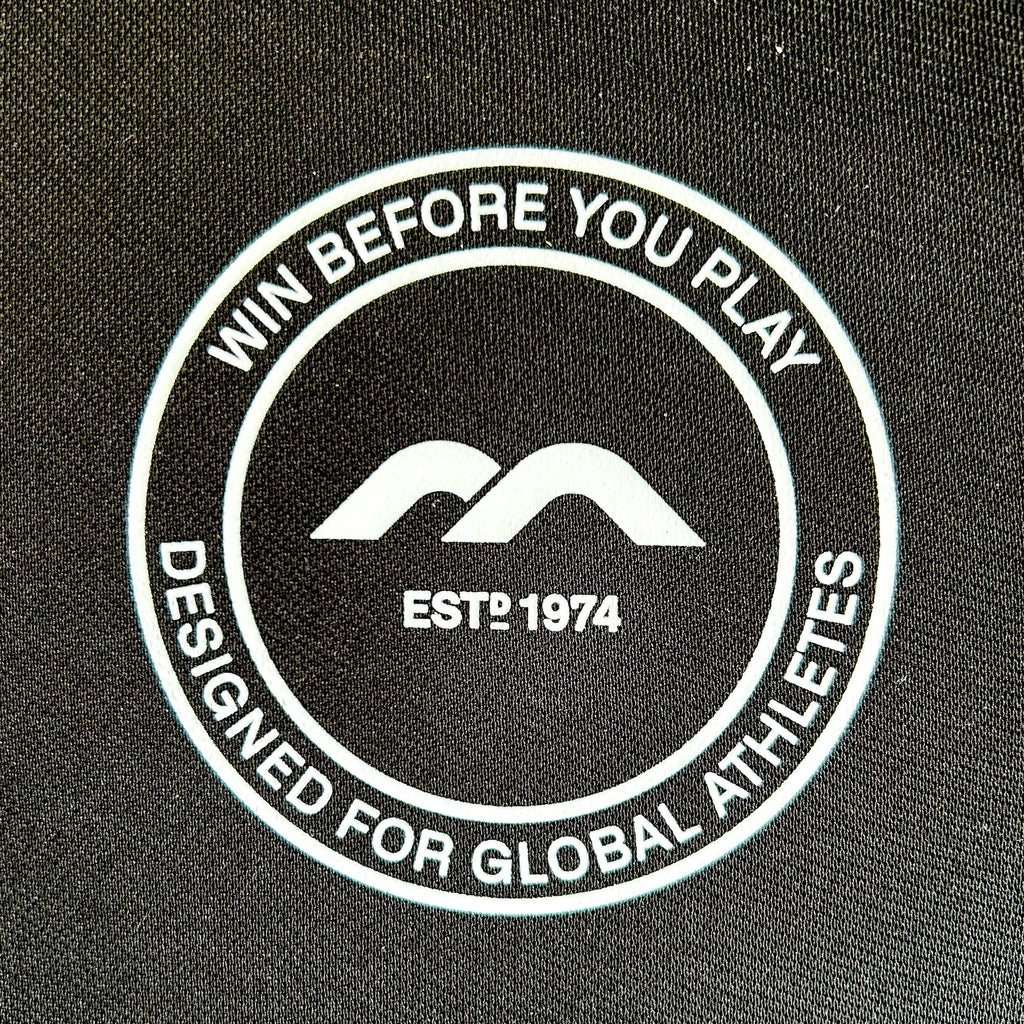 WIN BEFORE YOU PLAY
ESTD 1974
DESIGNED FOR GLOBAL ATHLETES